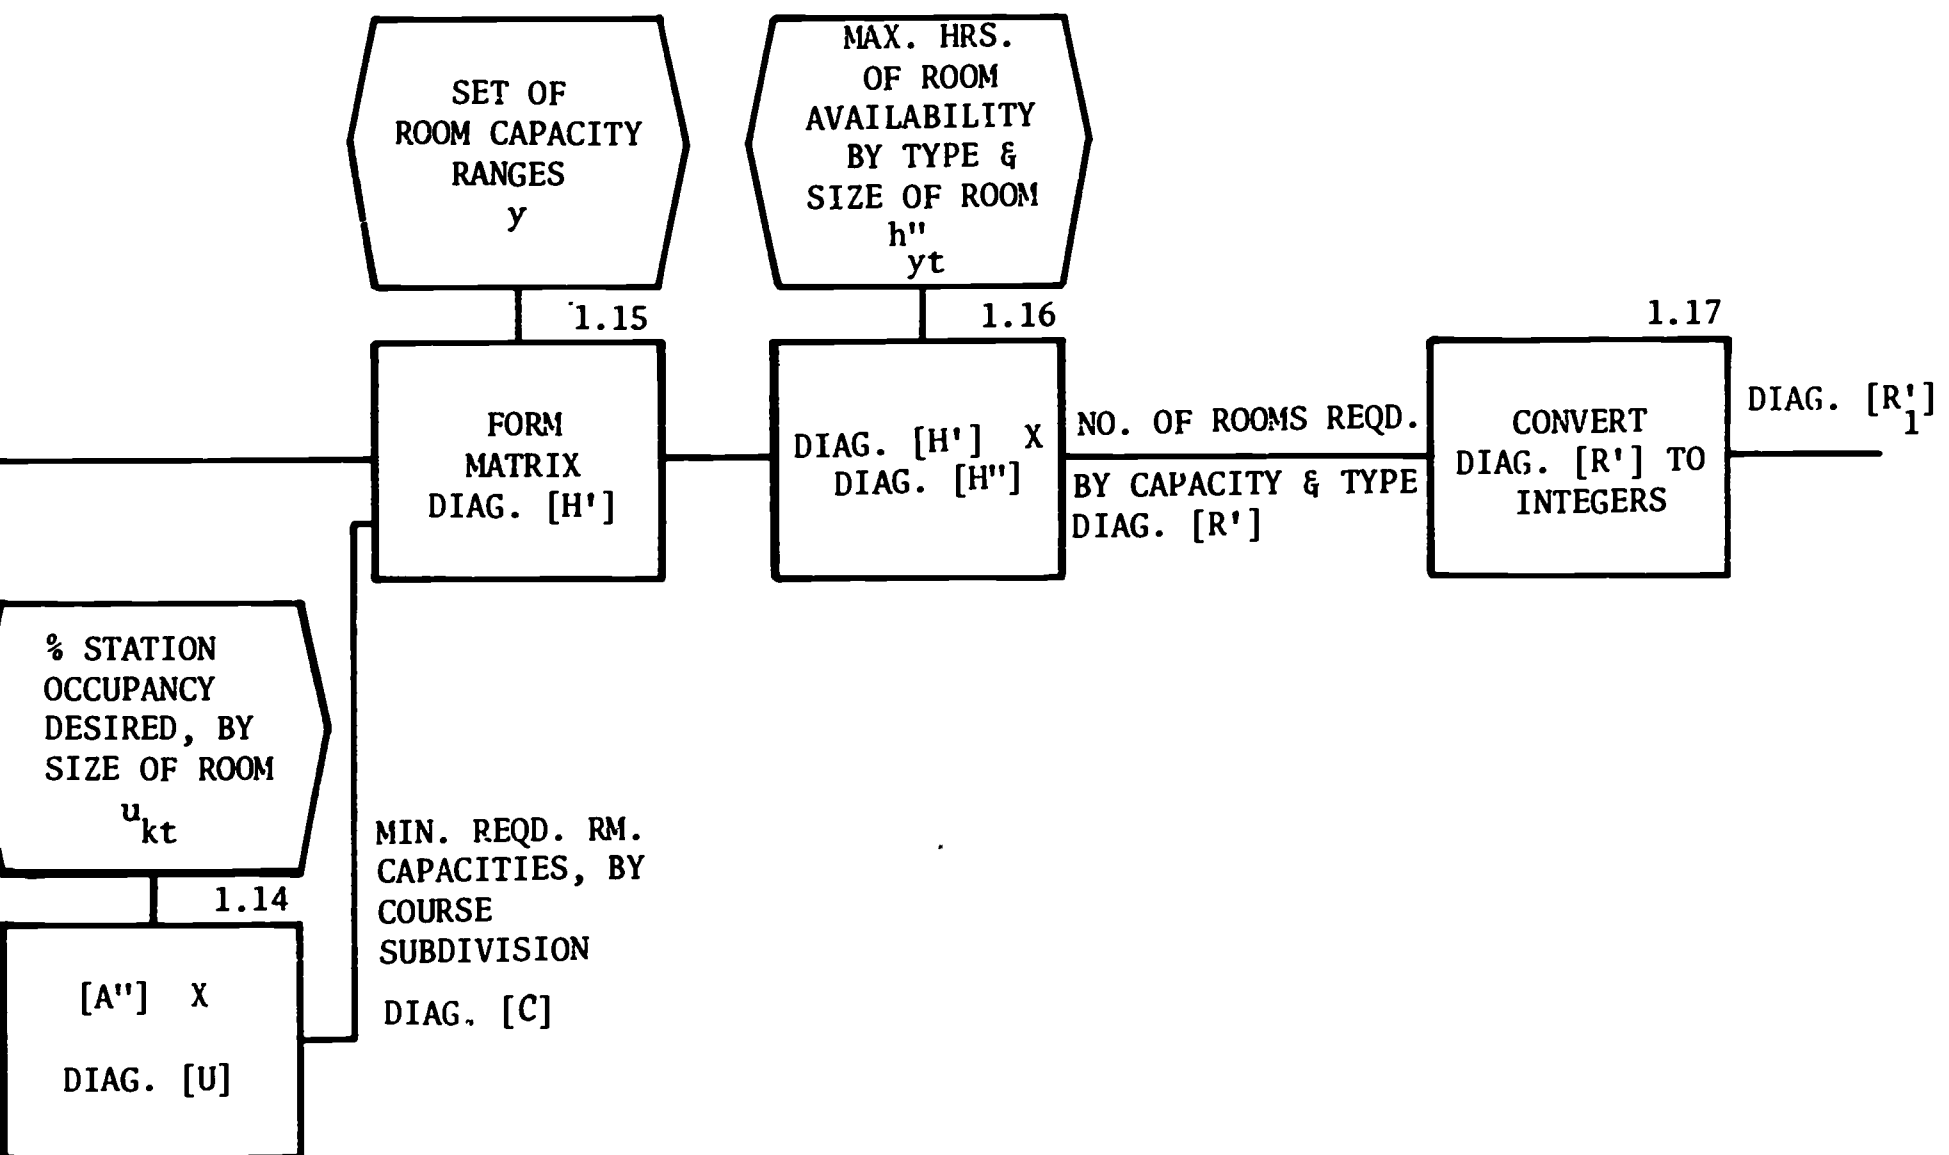 SET OF
ROOM CAPACITY
RANGES
y
MAX. HRS.
OF ROOM
AVAILABILITY
BY TYPE &
SIZE OF ROOM
h"
yt
1.15
1.16
1.17
FORM
MATRIX
DIAG. [H']
DIAG. [H'] X
DIAG. [H"]
NO. OF ROOMS REQD.
BY CAPACITY & TYPE
DIAG. [R']
CONVERT
DIAG. [R'] TO
INTEGERS
DIAG. [R'1]
% STATION
OCCUPANCY
DESIRED, BY
SIZE OF ROOM
ukt
1.14
[A"] X
DIAG. [U]
MIN. REQD. RM.
CAPACITIES, BY
COURSE
SUBDIVISION
DIAG. [C]